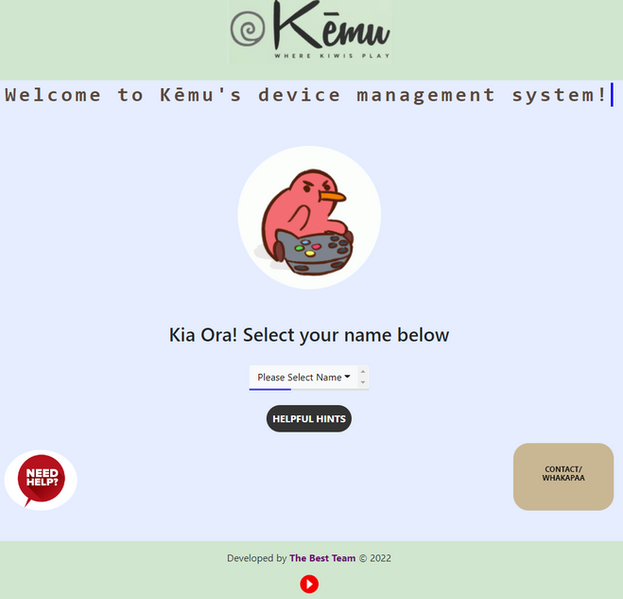 Kēmu
WHERE KIWIS PLAY
Welcome to Kēmu's device management system!
Kia Ora! Select your name below
Please Select Name
HELPFUL HINTS
NEED
HELP?
CONTACT/
WHAKAPAA
Developed by The Best Team © 2022